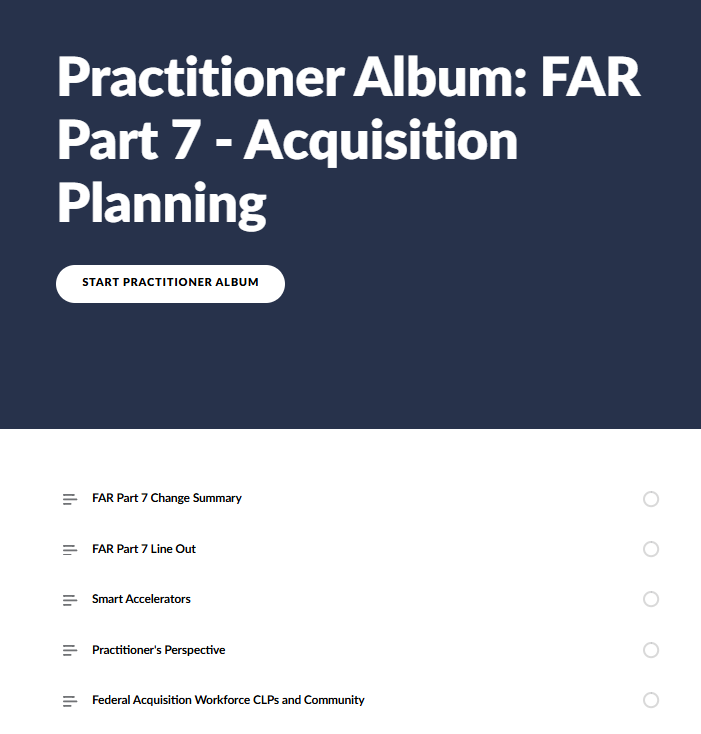 Practitioner Album: FAR
Part 7 - Acquisition
Planning
START PRACTITIONER ALBUM
FAR Part 7 Change Summary
FAR Part 7 Line Out
Smart Accelerators
Practitioner's Perspective
Federal Acquisition Workforce CLPs and Community